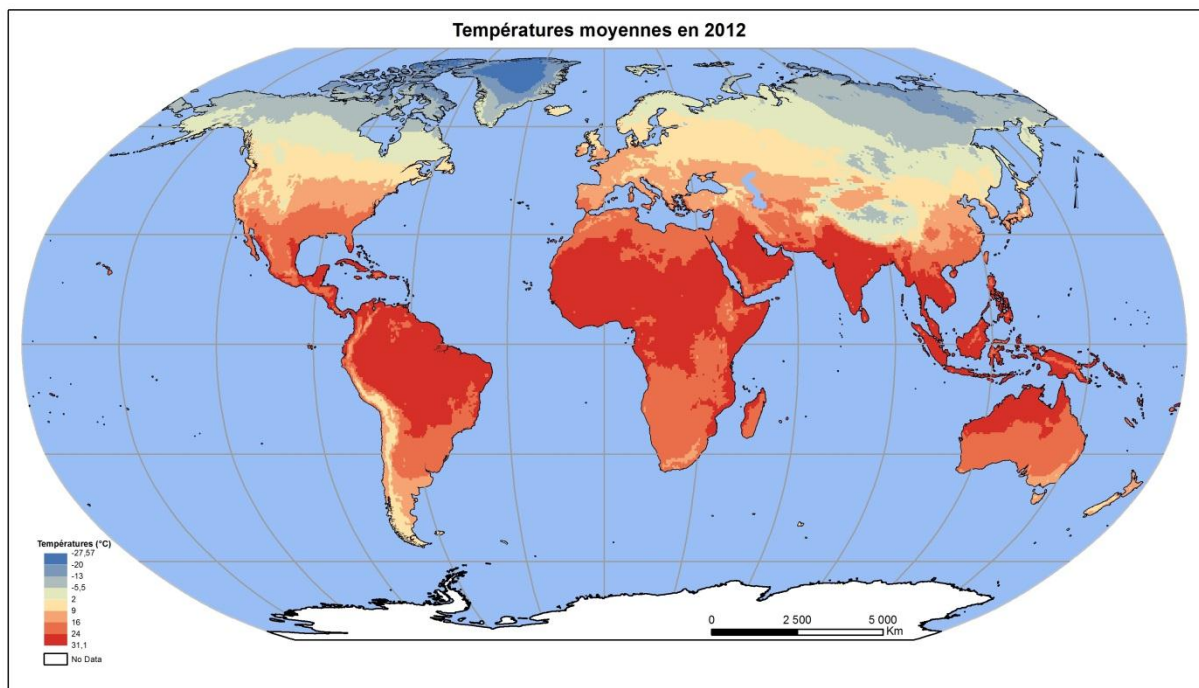 Températures moyennes en 2012
N
Températures (°C)
-27,57
-20
-13
-5,5
2
9
16
24
31,1
No Data
0 2 500 5 000
Km